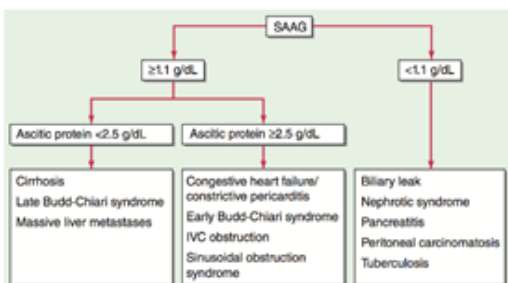 SAAG
≥1.1 g/dL
<1.1 g/dL
Ascitic protein <2.5 g/dL
Ascitic protein ≥2.5 g/dL
Cirrhosis
Late Budd-Chiari syndrome
Massive liver metastases
Congestive heart failure/
constrictive pericarditis
Early Budd-Chiari syndrome
IVC obstruction
Sinusoidal obstruction
syndrome
Biliary leak
Nephrotic syndrome
Pancreatitis
Peritoneal carcinomatosis
Tuberculosis